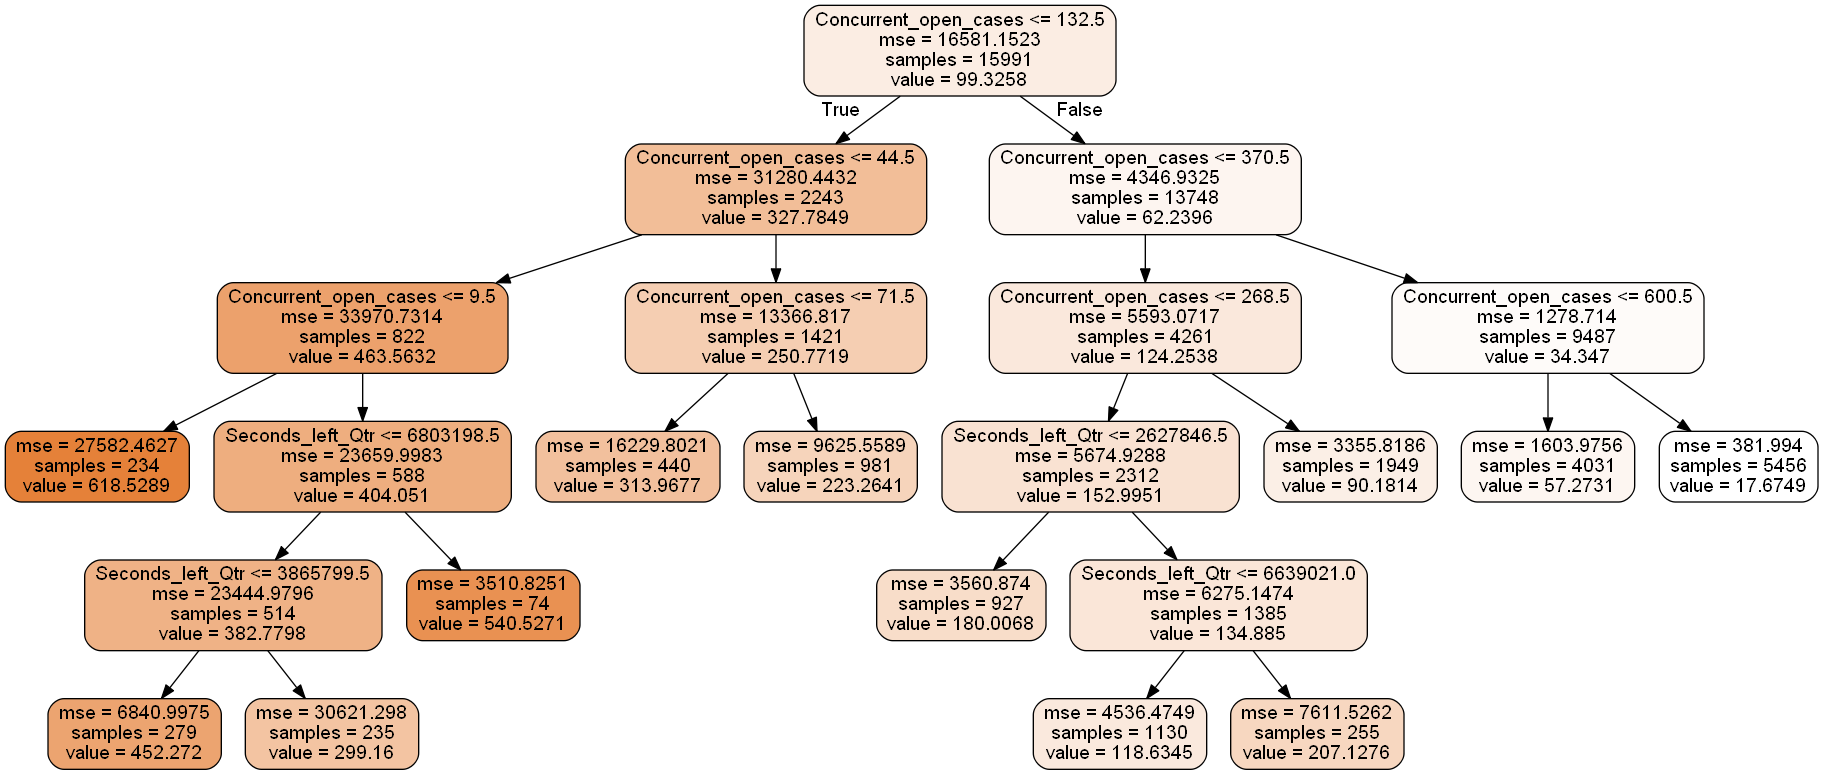 Concurrent_open_cases <= 132.5
mse = 16581.1523
samples = 15991
value = 99.3258
True
False
Concurrent_open_cases <= 44.5
mse = 31280.4432
samples = 2243
value = 327.7849
Concurrent_open_cases <= 370.5
mse = 4346.9325
samples = 13748
value = 62.2396
Concurrent_open_cases <= 9.5
mse = 33970.7314
samples = 822
value = 463.5632
Concurrent_open_cases <= 71.5
mse = 13366.817
samples = 1421
value = 250.7719
Concurrent_open_cases <= 268.5
mse = 5593.0717
samples = 4261
value = 124.2538
Concurrent_open_cases <= 600.5
mse = 1278.714
samples = 9487
value = 34.347
mse = 27582.4627
samples = 234
value = 618.5289
Seconds_left_Qtr <= 6803198.5
mse = 23659.9983
samples = 588
value = 404.051
mse = 16229.8021
samples = 440
value = 313.9677
mse = 9625.5589
samples = 981
value = 223.2641
Seconds_left_Qtr <= 2627846.5
mse = 5674.9288
samples = 2312
value = 152.9951
mse = 3355.8186
samples = 1949
value = 90.1814
mse = 1603.9756
samples = 4031
value = 57.2731
mse = 381.994
samples = 5456
value = 17.6749
Seconds_left_Qtr <= 3865799.5
mse = 23444.9796
samples = 514
value = 382.7798
mse = 3510.8251
samples = 74
value = 540.5271
mse = 3560.874
samples = 927
value = 180.0068
Seconds_left_Qtr <= 6639021.0
mse = 6275.1474
samples = 1385
value = 134.885
mse = 6840.9975
samples = 279
value = 452.272
mse = 30621.298
samples = 235
value = 299.16
mse = 4536.4749
samples = 1130
value = 118.6345
mse = 7611.5262
samples = 255
value = 207.1276